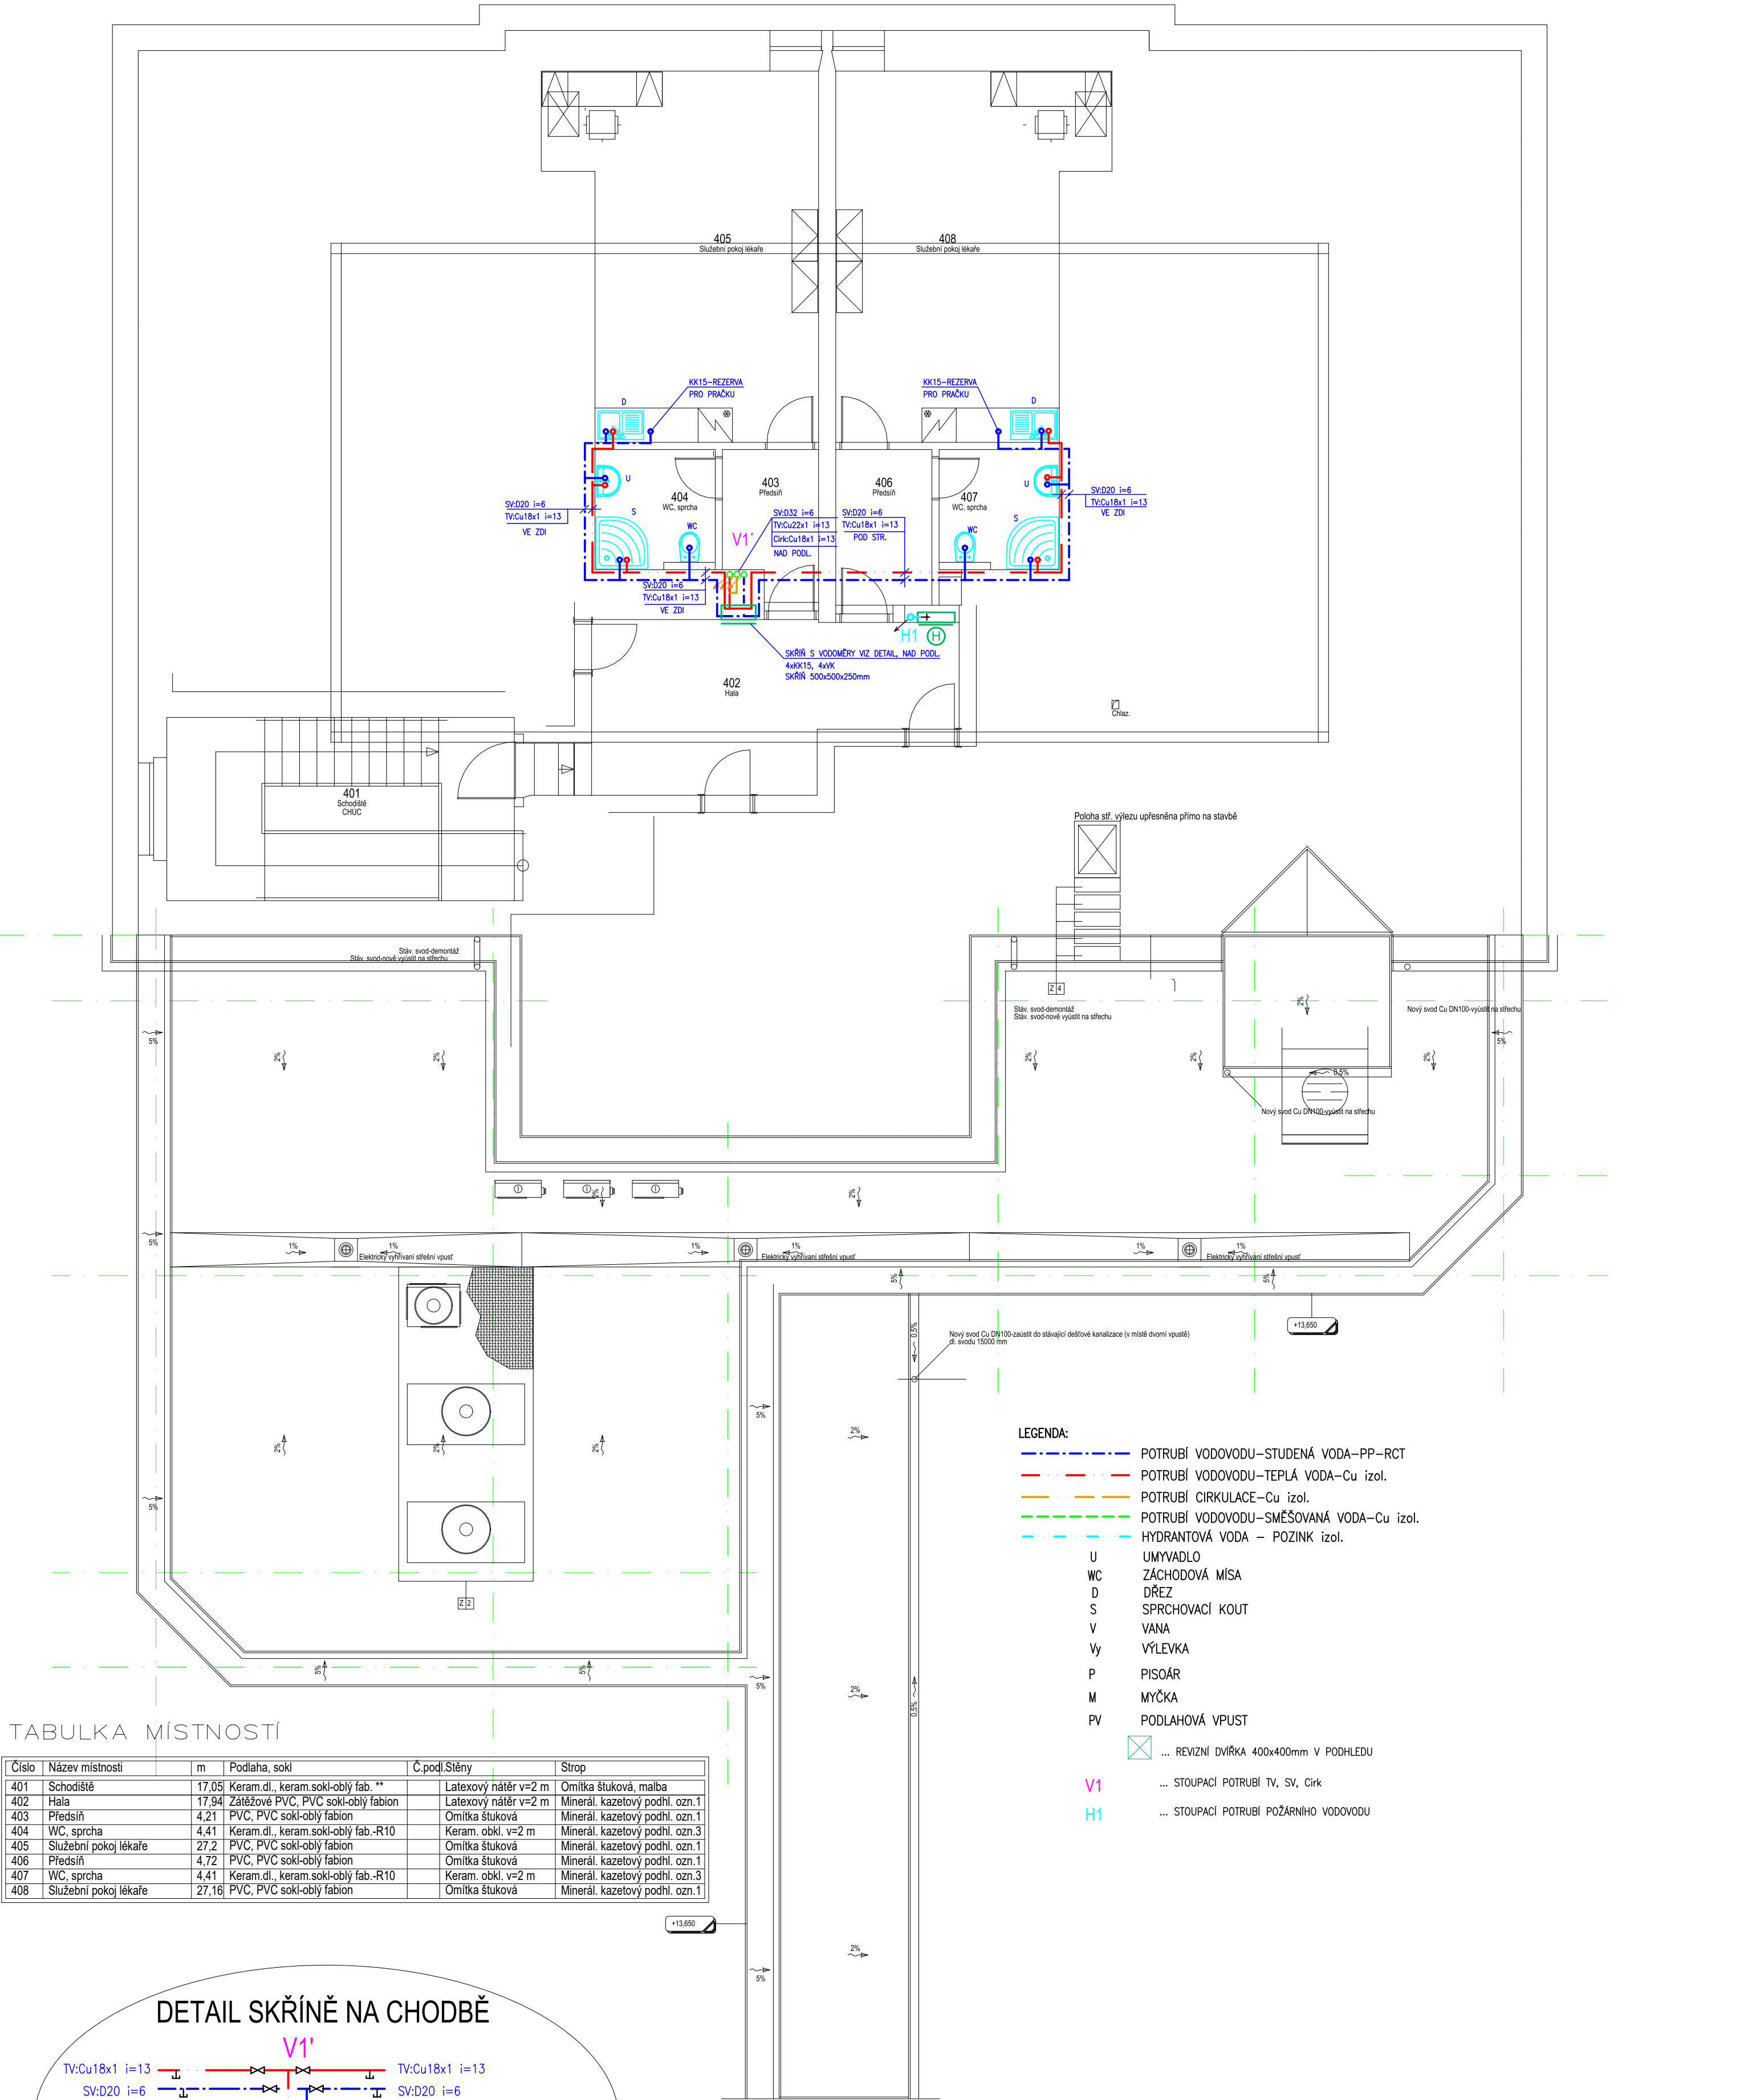 405
Služební pokoj lékaře
408
Služební pokoj lékaře
KK15-REZERVA
PRO PRAČKU
KK15-REZERVA
PRO PRAČKU
D
D
U
U
403
Předsíň
406
Předsíň
404
WC, sprcha
407
WC, sprcha
SV:D20 i=6
TV:Cu18x1 i=13
VE ZDI
SV:D20 i=6
TV:Cu18x1 i=13
VE ZDI
S
S
WC
WC
V1'
SV:D32 i=6
TV:Cu22x1 i=13
Cirk:Cu18x1 i=13
NAD PODL.
SV:D20 i=6
TV:Cu18x1 i=13
POD STR.
SV:D20 i=6
TV:Cu18x1 i=13
VE ZDI
H1
H
SKŘÍŇ S VODOMĚRY VIZ DETAIL, NAD PODL.
4xKK15, 4xVK
SKŘÍŇ 500x500x250mm
402
Hala
Chlaz.
401
Schodiště
CHÚC
Poloha stř. výlezu upřesněna přímo na stavbě
Stáv. svod-demontáž
Stáv. svod-nově vyústit na střechu
Z 4
Stáv. svod-demontáž
Stáv. svod-nově vyústit na střechu
2%
Nový svod Cu DN100-vyústit na střechu
5%
5%
2%
2%
2%
2%
2%
0,5%
Nový svod Cu DN100-vyústit na střechu
2%
2%
5%
1%
1%
1%
1%
1%
1%
Elektrický vyhřívaní střešní vpusť
Elektrický vyhřívaní střešní vpusť
Elektrický vyhřívaní střešní vpusť
5%
5%
+13,650
0,5%
Nový svod Cu DN100-zaústit do stávající dešťové kanalizace (v místě dvorní vpustě)
dl. svodu 15000 mm
5%
2%
2%
2%
2%
5%
Z 2
5%
5%
5%
2%
0,5%
LEGENDA:
POTRUBÍ VODOVODU-STUDENÁ VODA-PP-RCT
POTRUBÍ VODOVODU-TEPLÁ VODA-Cu izol.
POTRUBÍ CIRKULACE-Cu izol.
POTRUBÍ VODOVODU-SMĚŠOVANÁ VODA-Cu izol.
HYDRANTOVÁ VODA - POZINK izol.
U UMYVADLO
WC ZÁCHODOVÁ MÍSA
D DŘEZ
S SPRCHOVACÍ KOUT
V VANA
Vy VÝLEVKA
P PISOÁR
M MYČKA
PV PODLAHOVÁ VPUST
... REVIZNÍ DVÍŘKA 400x400mm V PODHLEDU
V1 ... STOUPACÍ POTRUBÍ TV, SV, Cirk
H1 ... STOUPACÍ POTRUBÍ POŽÁRNÍHO VODOVODU
TABULKA MÍSTNOSTÍ
Číslo Název místnosti m Podlaha, sokl Č.podl. Stěny Strop
401 Schodiště 17,05 Keram.dl., keram.sokl-oblý fab. ** Latexový nátěr v=2 m Omítka štuková, malba
402 Hala 17,94 Zátěžové PVC, PVC sokl-oblý fabion Latexový nátěr v=2 m Minerál. kazetový podhl. ozn.1
403 Předsíň 4,21 PVC, PVC sokl-oblý fabion Omítka štuková Minerál. kazetový podhl. ozn.1
404 WC, sprcha 4,41 Keram.dl., keram.sokl-oblý fab.-R10 Keram. obkl. v=2 m Minerál. kazetový podhl. ozn.3
405 Služební pokoj lékaře 27,2 PVC, PVC sokl-oblý fabion Omítka štuková Minerál. kazetový podhl. ozn.1
406 Předsíň 4,72 PVC, PVC sokl-oblý fabion Omítka štuková Minerál. kazetový podhl. ozn.1
407 WC, sprcha 4,41 Keram.dl., keram.sokl-oblý fab.-R10 Keram. obkl. v=2 m Minerál. kazetový podhl. ozn.3
408 Služební pokoj lékaře 27,16 PVC, PVC sokl-oblý fabion Omítka štuková Minerál. kazetový podhl. ozn.1
+13,650
2%
5%
DETAIL SKŘÍNĚ NA CHODBĚ
V1'
TV:Cu18x1 i=13
TV:Cu18x1 i=13
SV:D20 i=6
SV:D20 i=6